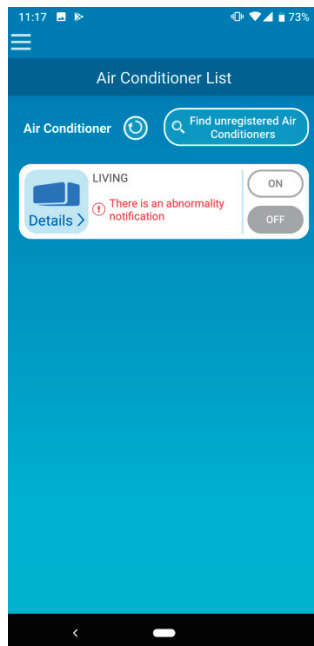 11:17
73%
Air Conditioner List
Air Conditioner
Find unregistered Air
Conditioners
LIVING
There is an abnormality
notification
Details
ON
OFF